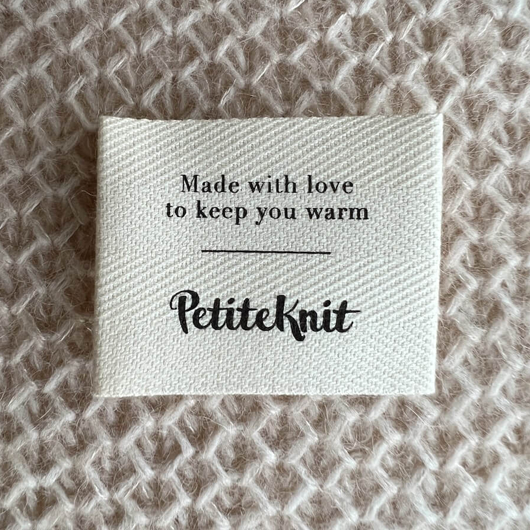 Made with love
to keep you warm
PetiteKnit